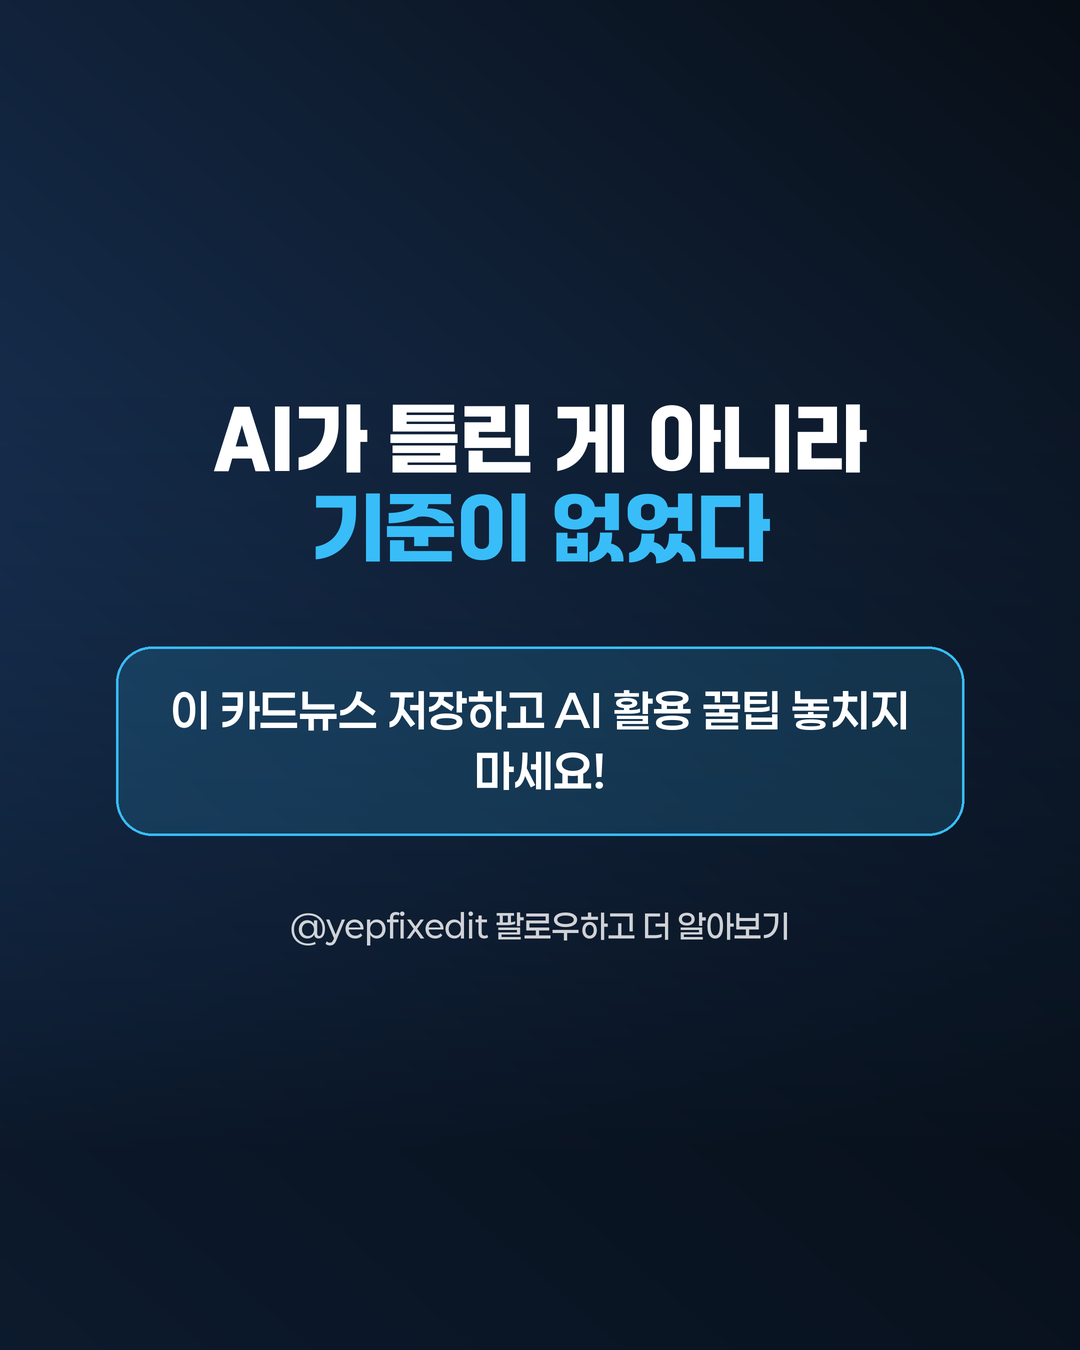 AI가 틀린 게 아니라
기준이 없었다
이 카드뉴스 저장하고 AI 활용 꿀팁 놓치지
마세요!
@yepfixedit 팔로우하고 더 알아보기